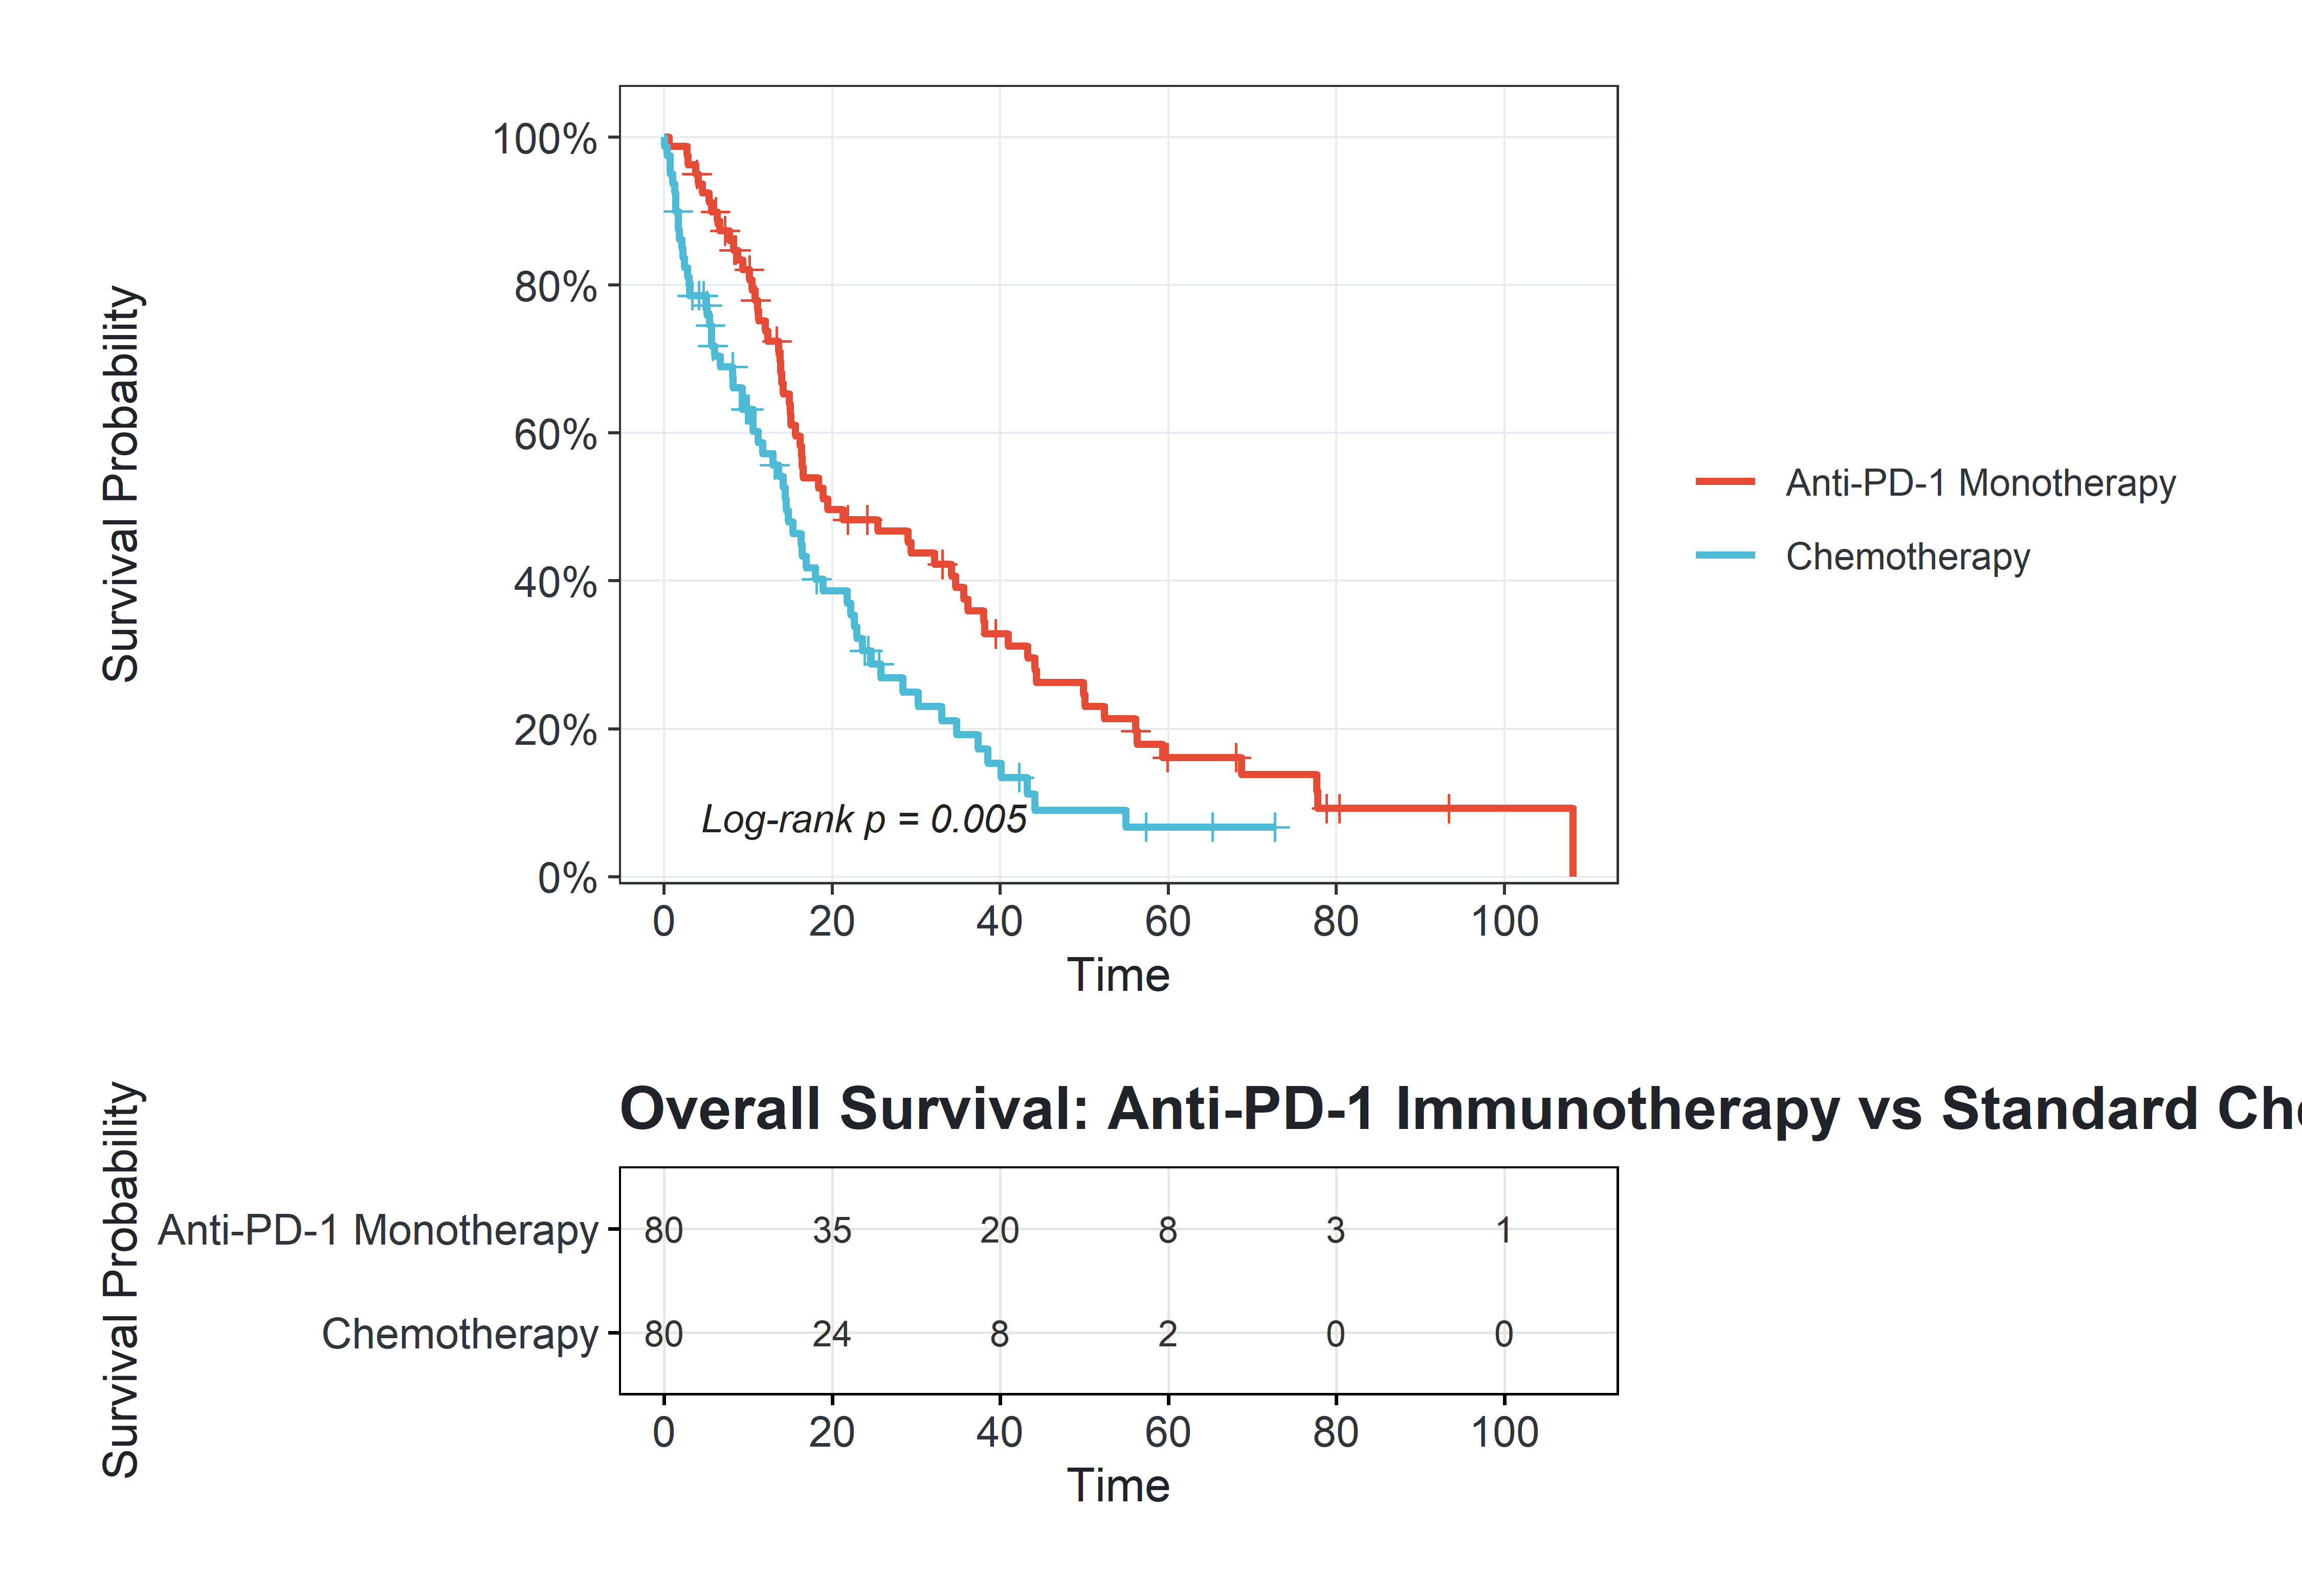 Survival Probability
100%
80%
60%
40%
20%
0%
Log-rank p = 0.005
0 20 40 60 80 100
Time
Anti-PD-1 Monotherapy
Chemotherapy
Overall Survival: Anti-PD-1 Immunotherapy vs Standard
Survival Probability
Anti-PD-1 Monotherapy 80 35 20 8 3 1
Chemotherapy 80 24 8 2 0 0
0 20 40 60 80 100
Time